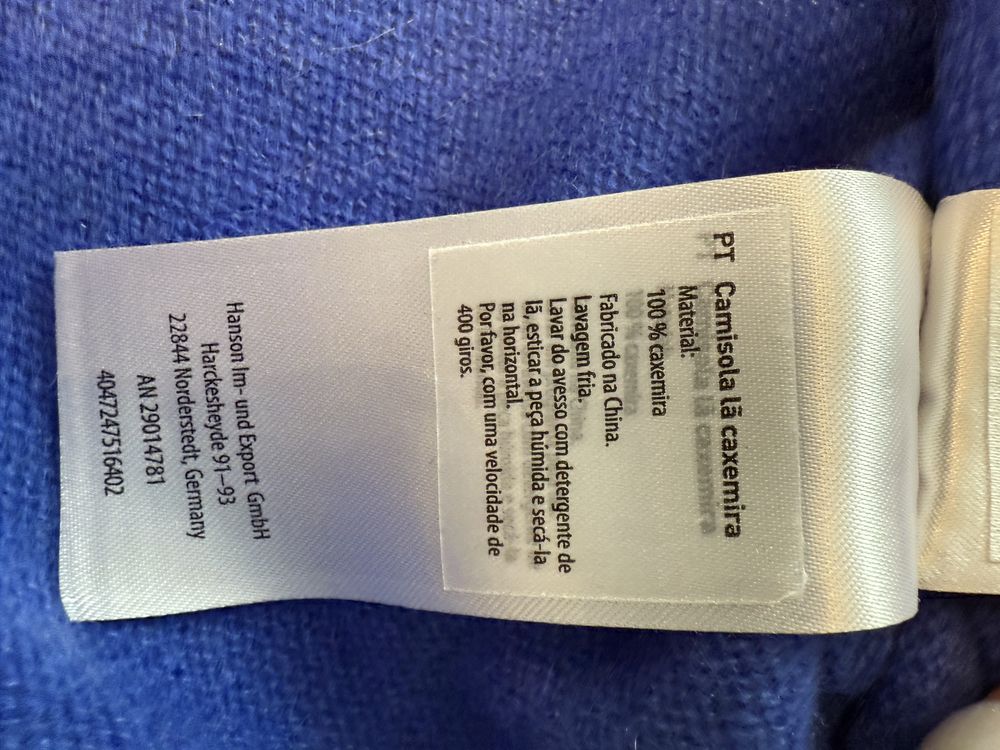 PT Camisola lã caxemira
Material:
100 % caxemira
Fabricado na China.
Lavagem fria.
Lavar do avesso com detergente de
lã, esticar a peça húmida e secá-la
na horizontal.
Por favor, com uma velocidade de
400 giros.
Hanson Im- und Export GmbH
Harckesheyde 91–93
22844 Norderstedt, Germany
AN 29014781
4047247516402